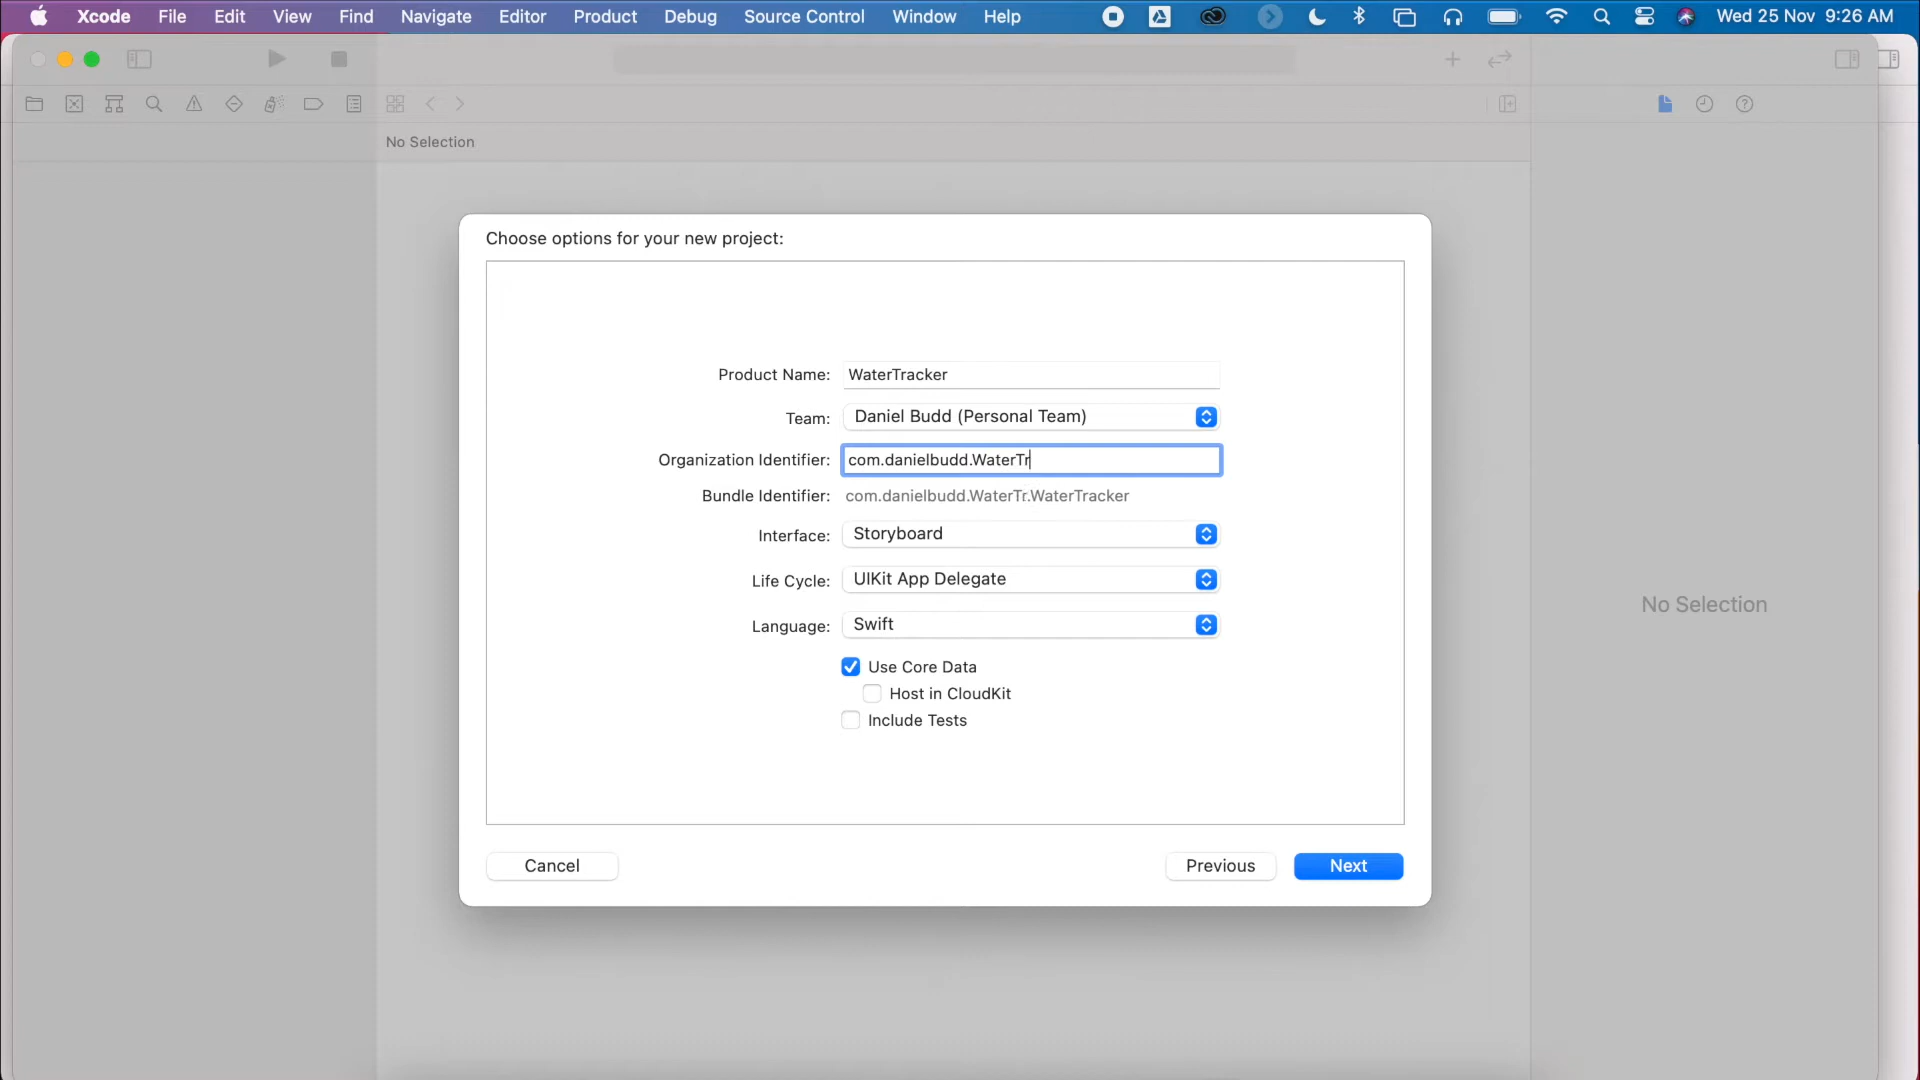 Xcode File Edit View Find Navigate Editor Product Debug Source Control Window Help Wed 25 Nov 9:26 AM
No Selection
Choose options for your new project:
Product Name: WaterTracker
Team: Daniel Budd (Personal Team)
Organization Identifier: com.danielbudd.WaterTr
Bundle Identifier: com.danielbudd.WaterTr.WaterTracker
Interface: Storyboard
Life Cycle: UIKit App Delegate
Language: Swift
Use Core Data
Host in CloudKit
Include Tests
Cancel Previous Next
No Selection